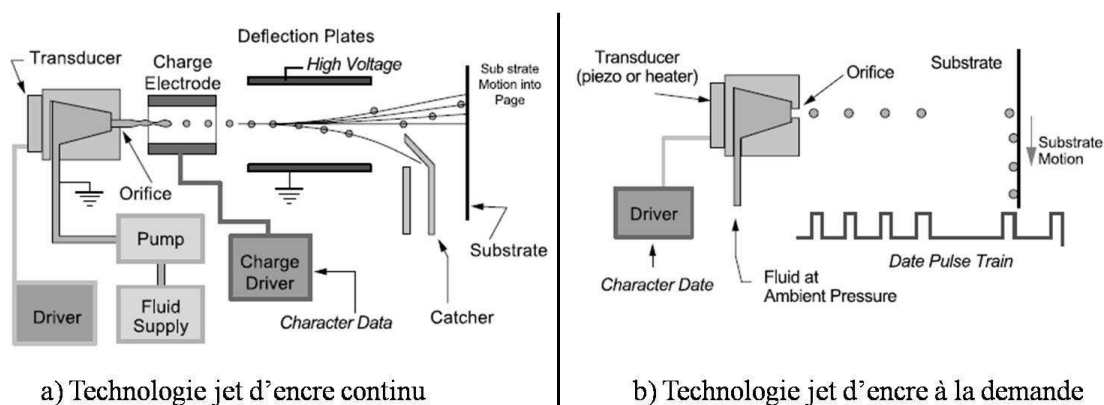 Deflection Plates
Transducer
Charge
Electrode
High Voltage
Sub strate
Motion into
Page
Orifice
Pump
Fluid
Supply
Driver
Charge
Driver
Character Data
Catcher
Substrate
a) Technologie jet d'encre continu
Transducer
(piezo or heater)
Orifice
Substrate
Substrate
Motion
Driver
Character Date
Fluid at
Ambient Pressure
Date Pulse Train
b) Technologie jet d'encre à la demande